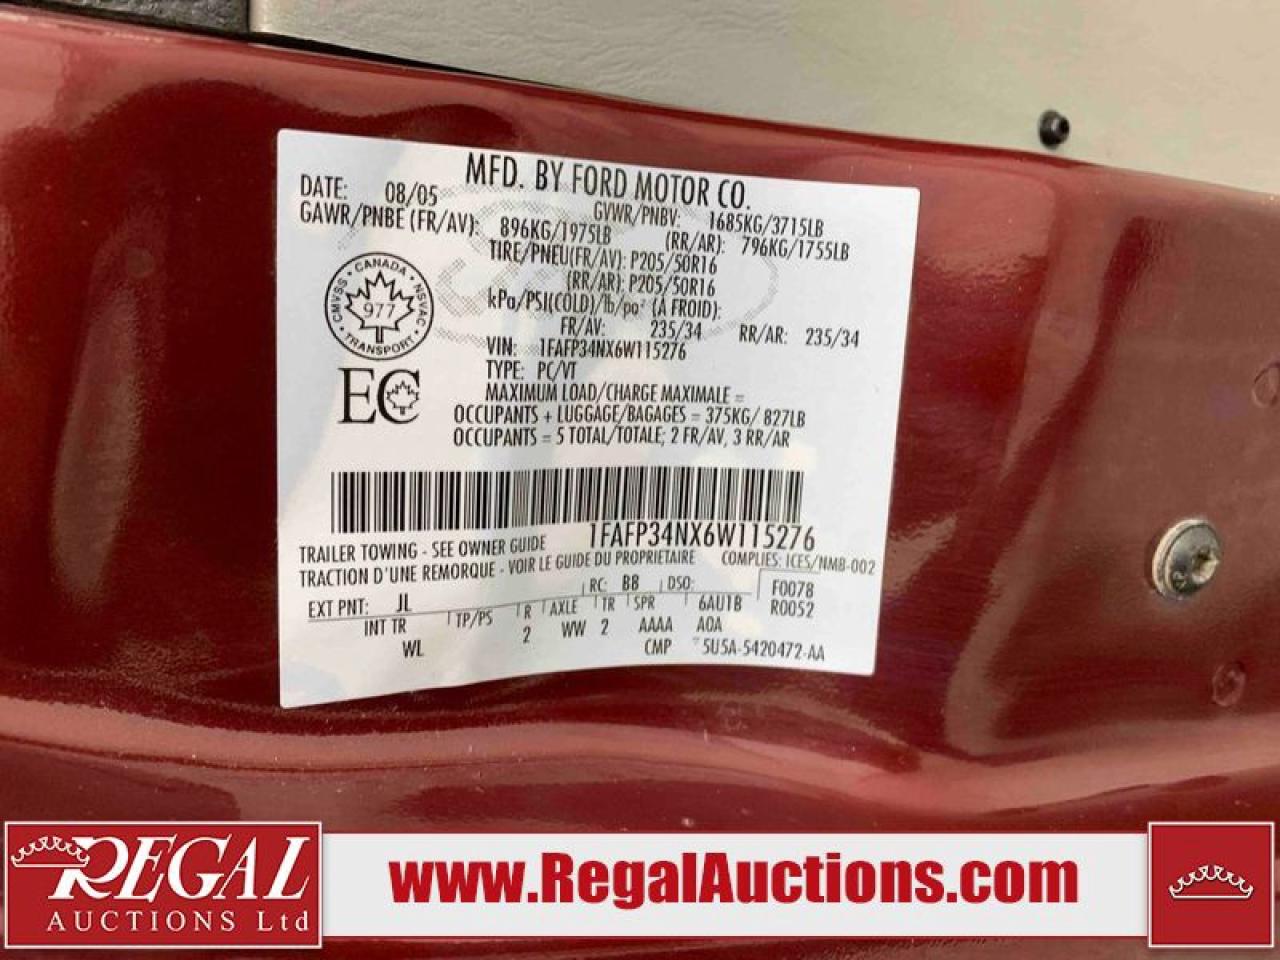 MFD. BY FORD MOTOR CO.
DATE: 08/05 GVWR/PNBV: 1685KG/3715LB
GAWR/PNBE (FR/AV): 896KG/1975LB (RR/AR): 796KG/1755LB
TIRE/PNEU(FR/AV): P205/50R16
(RR/AR): P205/50R16
kPa/PSI(COLD)/lb/po² (A FROID):
FR/AV: 235/34 RR/AR: 235/34
VIN: 1FAFP34NX6W115276
TYPE: PC/VT
MAXIMUM LOAD/CHARGE MAXIMALE =
OCCUPANTS + LUGGAGE/BAGAGES = 375KG/ 827LB
OCCUPANTS = 5 TOTAL/TOTALE; 2 FR/AV, 3 RR/AR
CANADA
CMVSS 977 NSVAC
TRANSPORT
EC
1FAFP34NX6W115276
TRAILER TOWING - SEE OWNER GUIDE
TRACTION D'UNE REMORQUE - VOIR LE GUIDE DU PROPRIETAIRE COMPLIES: ICES/NMB-002
EXT PNT: JL RC: B8 DSO: F0078
INT TR TP/PS R AXLE TR SPR 6AU1B R0052
WL 2 WW 2 AAAA A0A
CMP 5U5A-5420472-AA
REGAL
AUCTIONS Ltd
www.RegalAuctions.com